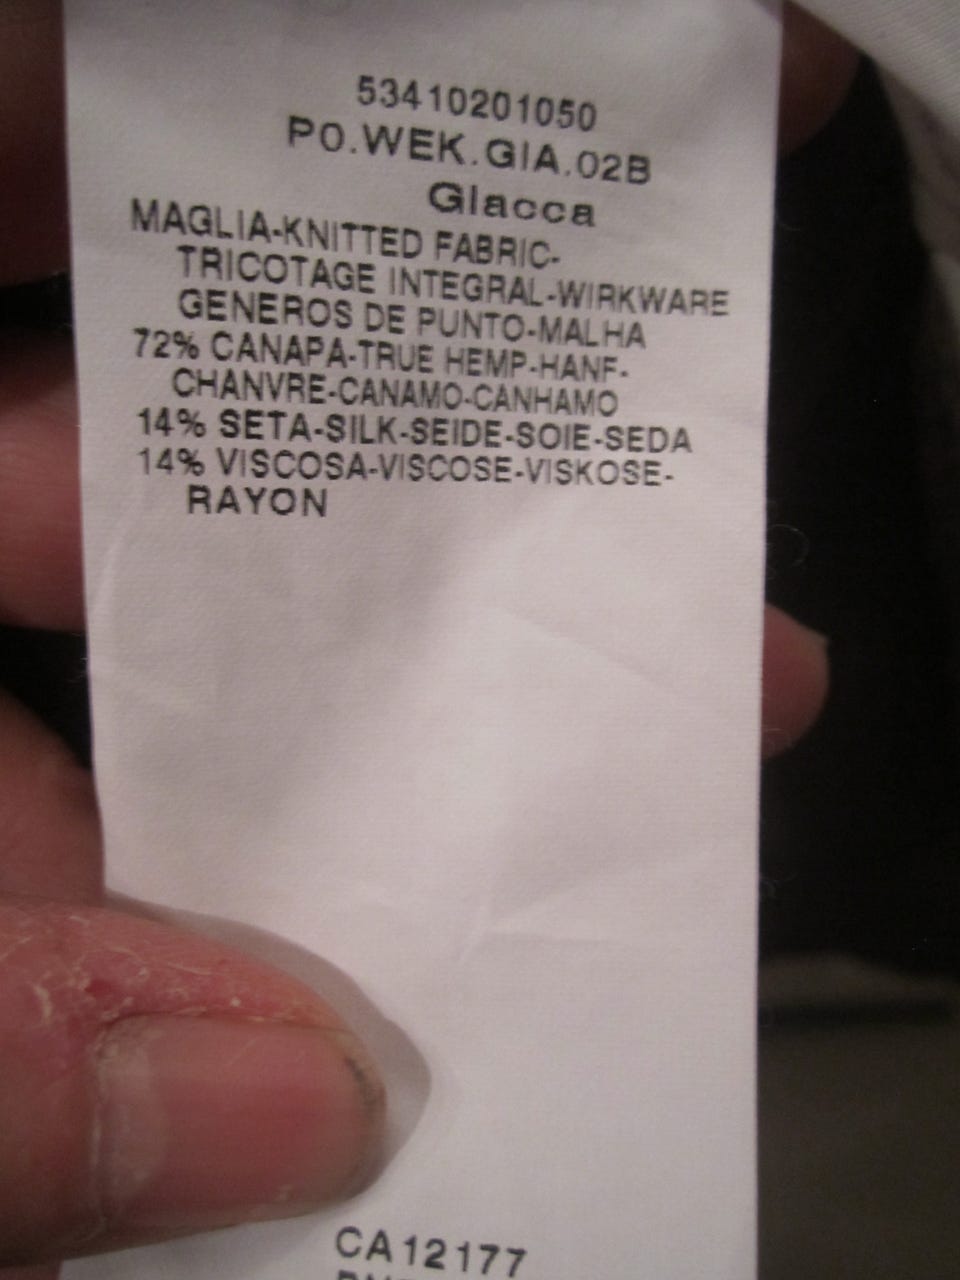 53410201050
PO.WEK.GIA.02B
Giacca
MAGLIA-KNITTED FABRIC-
TRICOTAGE INTEGRAL-WIRKWARE
GENEROS DE PUNTO-MALHA
72% CANAPA-TRUE HEMP-HANF-
CHANVRE-CANAMO-CANHAMO
14% SETA-SILK-SEIDE-SOIE-SEDA
14% VISCOSA-VISCOSE-VISKOSE-
RAYON
CA12177